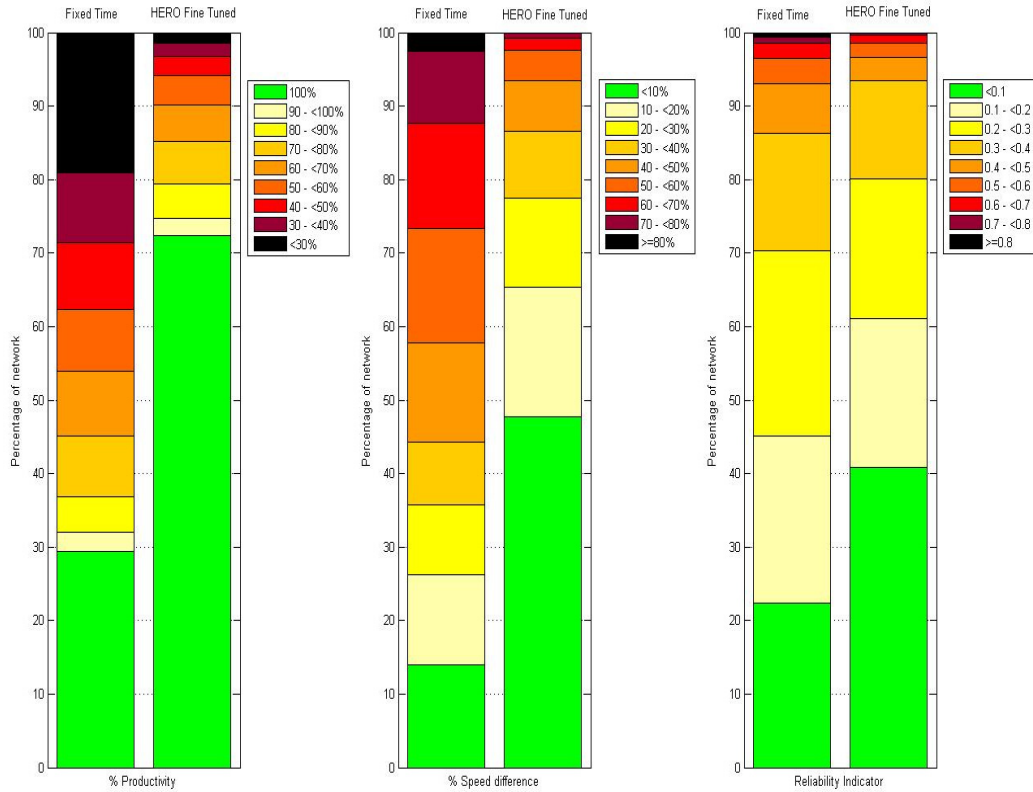 Fixed Time HERO Fine Tuned
100
90
80
70
60
50
40
30
20
10
0
Percentage of network
% Productivity
100%
90 - <100%
80 - <90%
70 - <80%
60 - <70%
50 - <60%
40 - <50%
30 - <40%
<30%
Fixed Time HERO Fine Tuned
100
90
80
70
60
50
40
30
20
10
0
Percentage of network
% Speed difference
<10%
10 - <20%
20 - <30%
30 - <40%
40 - <50%
50 - <60%
60 - <70%
70 - <80%
>=80%
Fixed Time HERO Fine Tuned
100
90
80
70
60
50
40
30
20
10
0
Percentage of network
Reliability Indicator
<0.1
0.1 - <0.2
0.2 - <0.3
0.3 - <0.4
0.4 - <0.5
0.5 - <0.6
0.6 - <0.7
0.7 - <0.8
>=0.8